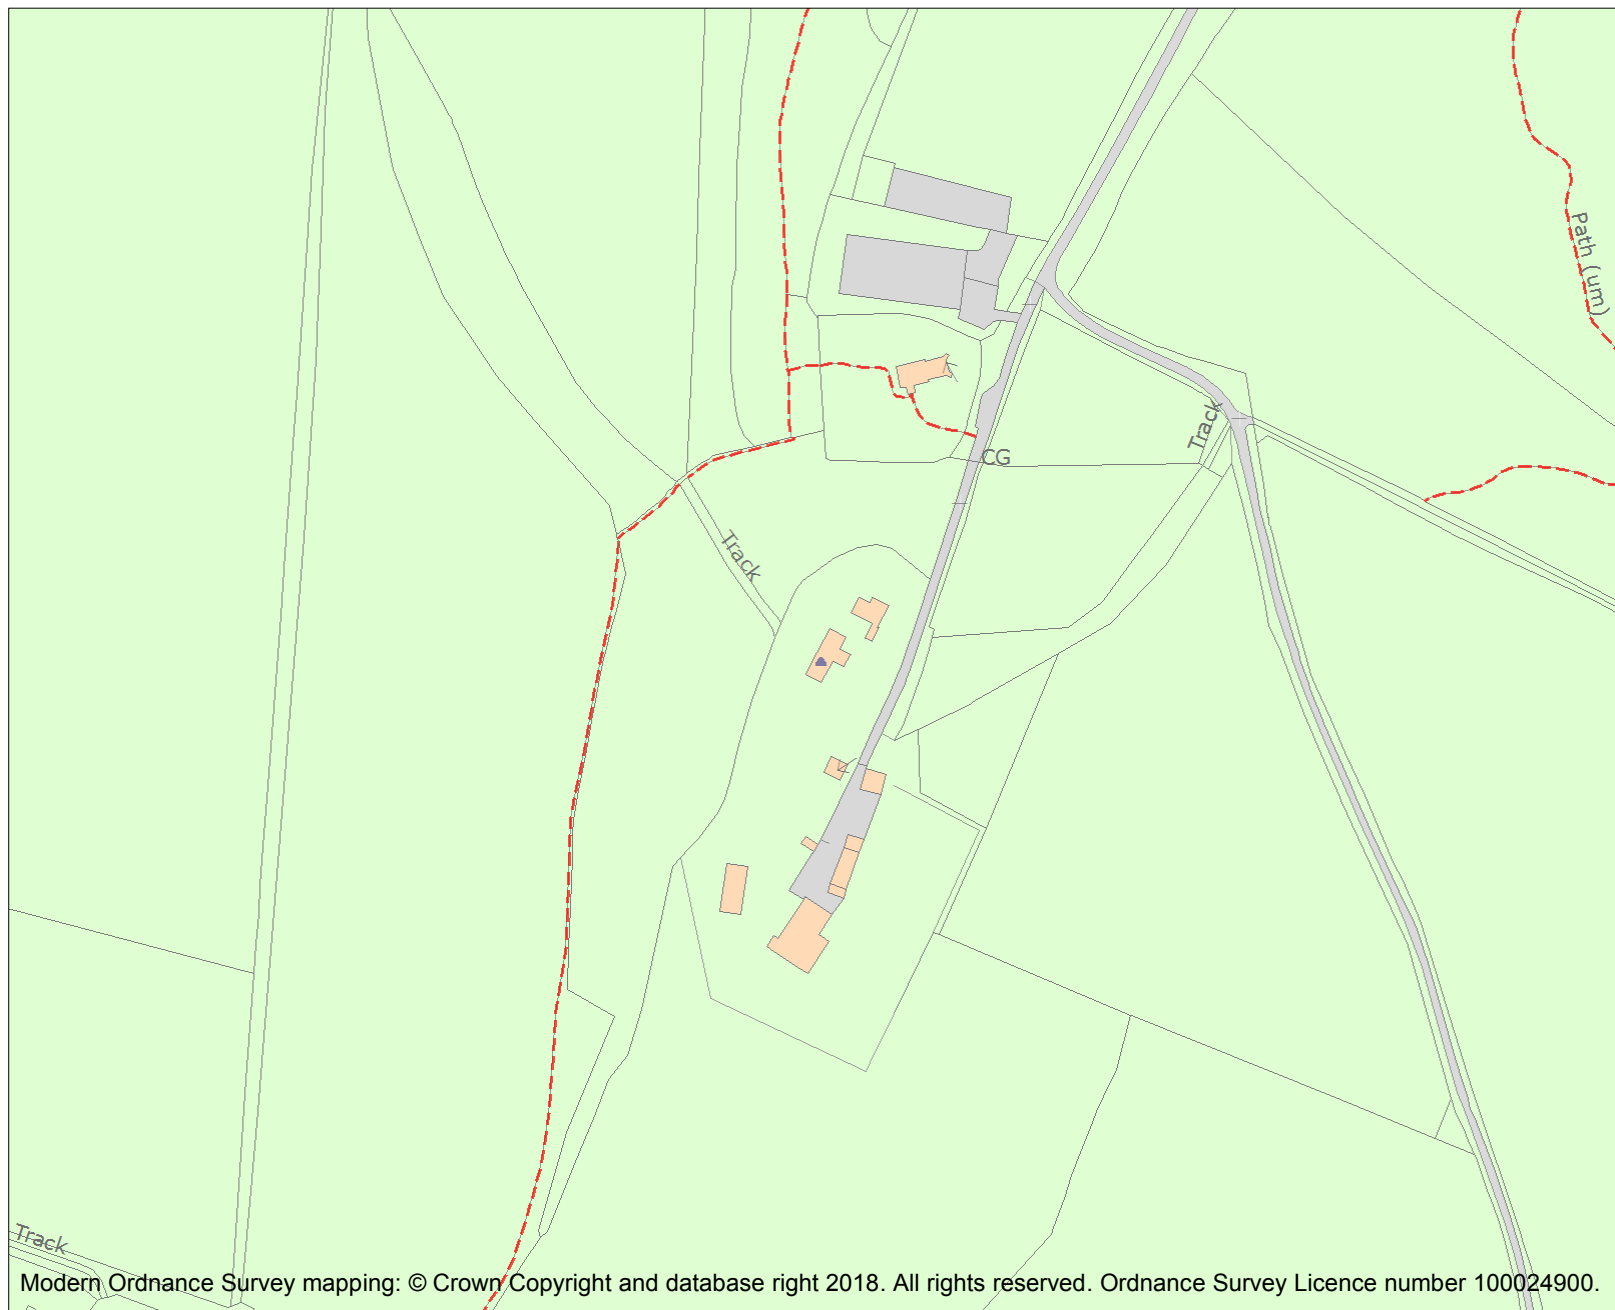 Path (um)
Track
CG
Track
Track
Modern Ordnance Survey mapping: © Crown Copyright and database right 2018. All rights reserved. Ordnance Survey Licence number 100024900.